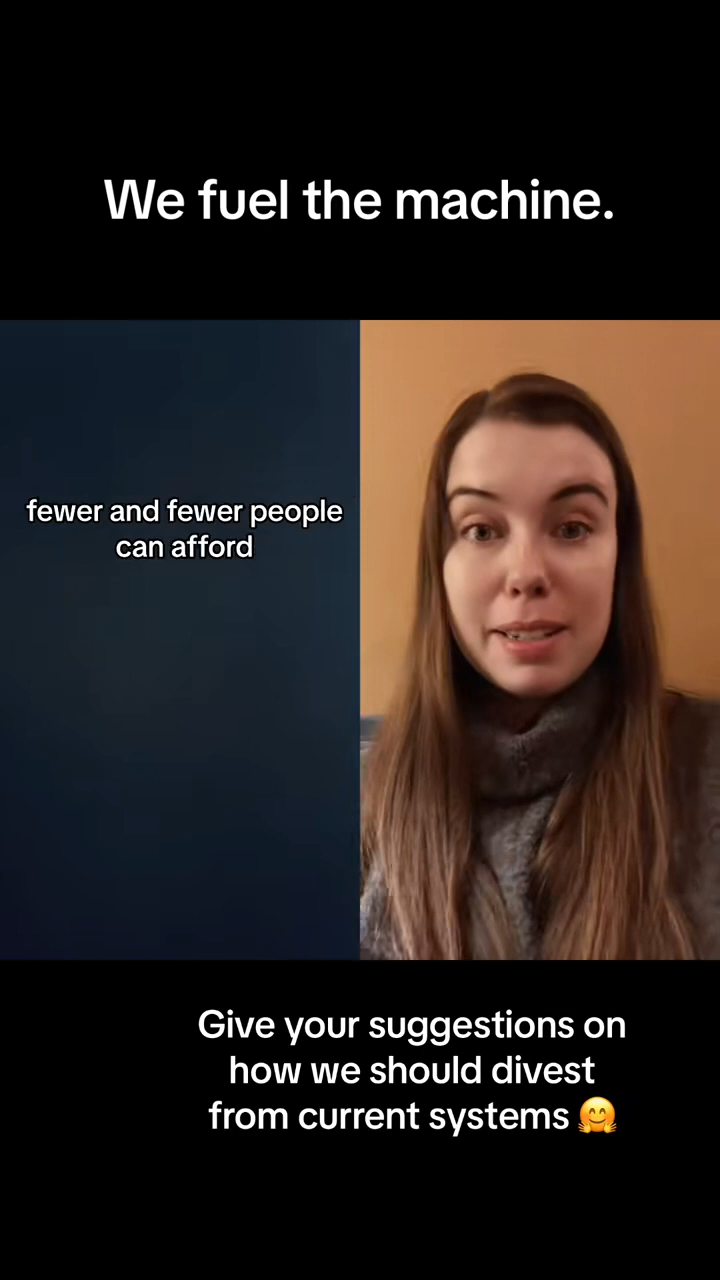 We fuel the machine.
fewer and fewer people
can afford
Give your suggestions on
how we should divest
from current systems 🤗